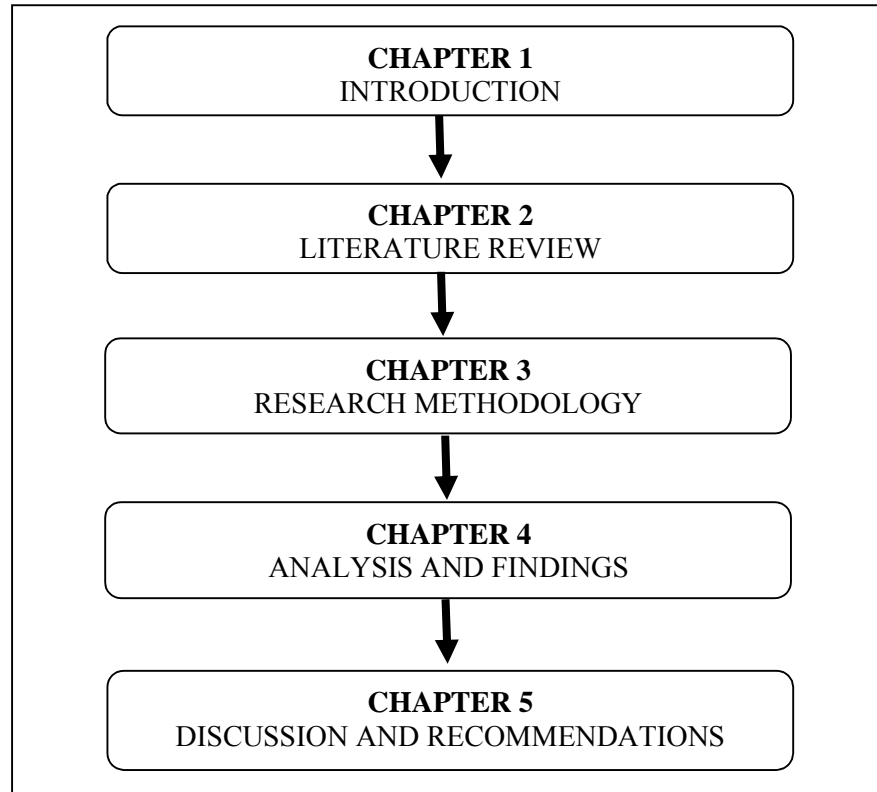 CHAPTER 1
INTRODUCTION
CHAPTER 2
LITERATURE REVIEW
CHAPTER 3
RESEARCH METHODOLOGY
CHAPTER 4
ANALYSIS AND FINDINGS
CHAPTER 5
DISCUSSION AND RECOMMENDATIONS